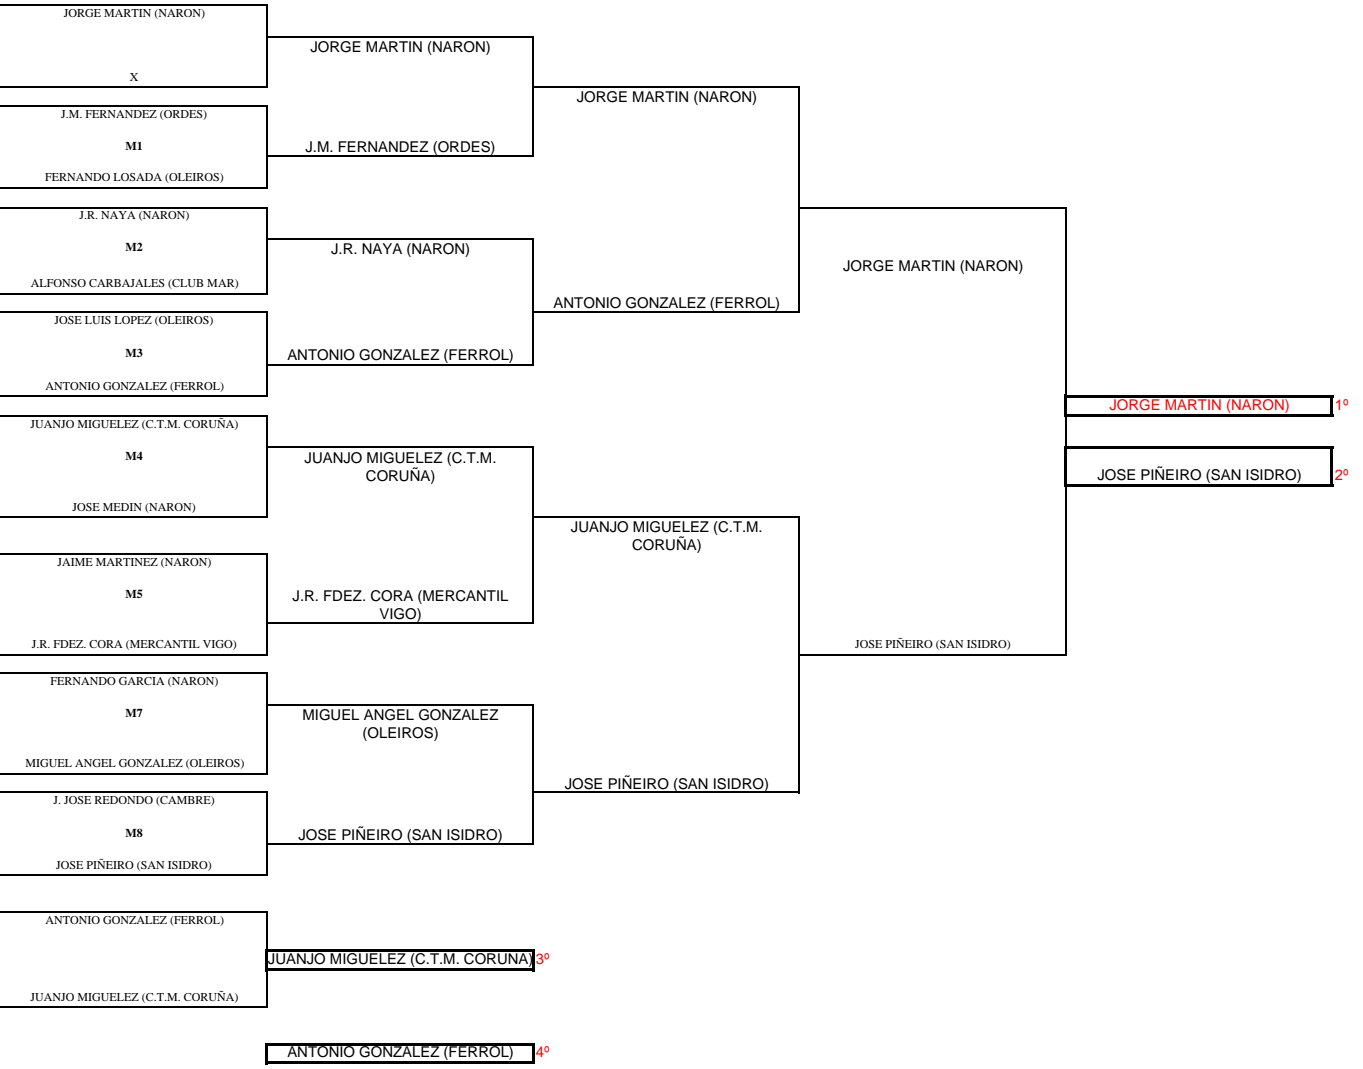 JORGE MARTIN (NARON)
X
J.M. FERNANDEZ (ORDES)
M1
FERNANDO LOSADA (OLEIROS)
J.R. NAYA (NARON)
M2
ALFONSO CARBAJALES (CLUB MAR)
JOSE LUIS LOPEZ (OLEIROS)
M3
ANTONIO GONZALEZ (FERROL)
JUANJO MIGUELEZ (C.T.M. CORUÑA)
M4
JOSE MEDIN (NARON)
JAIME MARTINEZ (NARON)
M5
J.R. FDEZ. CORA (MERCANTIL VIGO)
FERNANDO GARCIA (NARON)
M7
MIGUEL ANGEL GONZALEZ (OLEIROS)
J. JOSE REDONDO (CAMBRE)
M8
JOSE PIÑEIRO (SAN ISIDRO)
JORGE MARTIN (NARON)
J.M. FERNANDEZ (ORDES)
J.R. NAYA (NARON)
ANTONIO GONZALEZ (FERROL)
JUANJO MIGUELEZ (C.T.M.
CORUÑA)
J.R. FDEZ. CORA (MERCANTIL
VIGO)
MIGUEL ANGEL GONZALEZ
(OLEIROS)
JOSE PIÑEIRO (SAN ISIDRO)
JORGE MARTIN (NARON)
ANTONIO GONZALEZ (FERROL)
JUANJO MIGUELEZ (C.T.M.
CORUÑA)
JOSE PIÑEIRO (SAN ISIDRO)
JORGE MARTIN (NARON)
JOSE PIÑEIRO (SAN ISIDRO)
JORGE MARTIN (NARON) 1º
JOSE PIÑEIRO (SAN ISIDRO) 2º
ANTONIO GONZALEZ (FERROL)
JUANJO MIGUELEZ (C.T.M. CORUÑA)
JUANJO MIGUELEZ (C.T.M. CORUÑA) 3º
ANTONIO GONZALEZ (FERROL) 4º